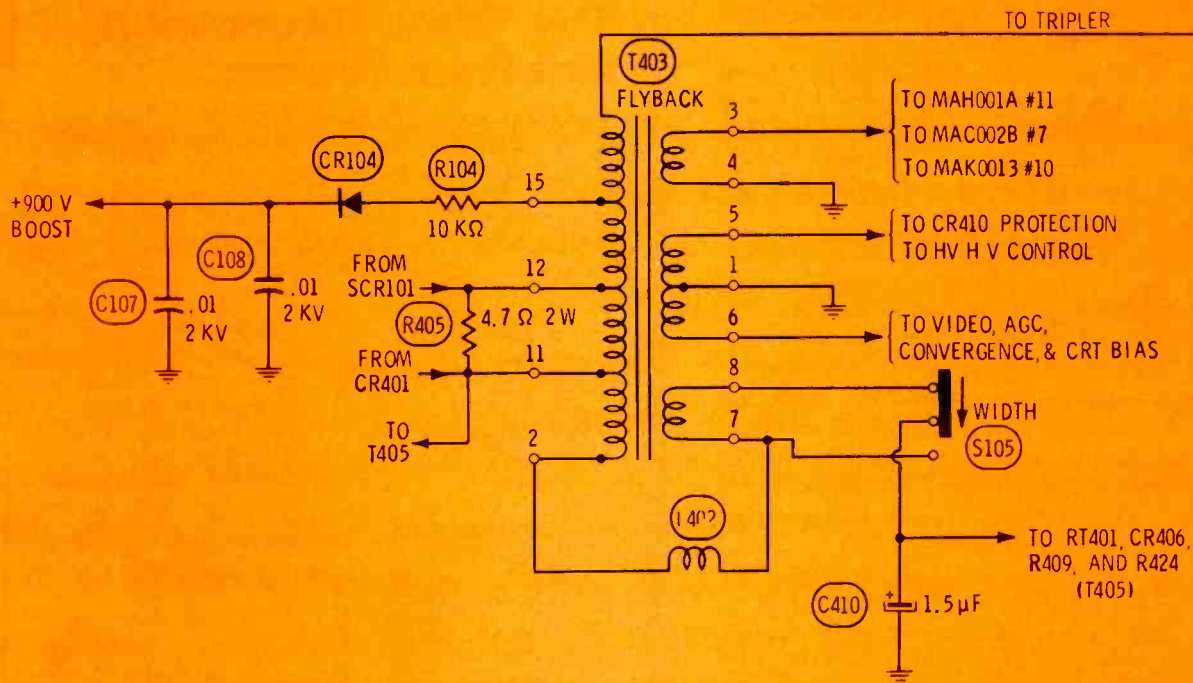 TO TRIPLER
T403
FLYBACK
3
TO MAH001A #11
4
TO MAC002B #7
TO MAK0013 #10
CR104
R104
15
+900 V
BOOST
10 KΩ
5
TO CR410 PROTECTION
TO HV H V CONTROL
C108
.01
2 KV
FROM
SCR101
12
1
C107
.01
2 KV
R405
4.7 Ω 2 W
6
TO VIDEO, AGC,
CONVERGENCE, & CRT BIAS
FROM
CR401
11
8
WIDTH
S105
TO
T405
2
7
L402
TO RT401, CR406,
R409, AND R424
(T405)
C410
+
1.5μF